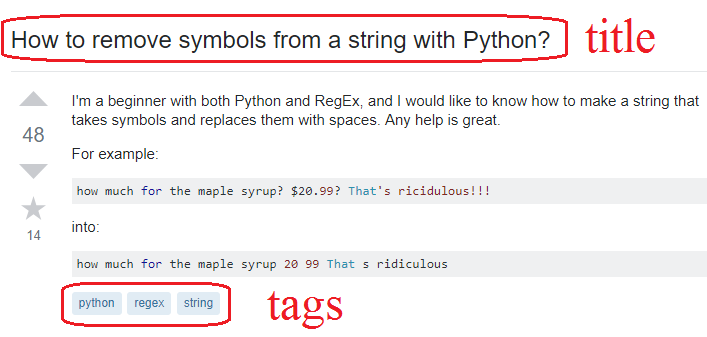 How to remove symbols from a string with Python?
title
I'm a beginner with both Python and RegEx, and I would like to know how to make a string that
takes symbols and replaces them with spaces. Any help is great.
48
For example:
how much for the maple syrup? $20.99? That's ricidulous!!!
14
into:
how much for the maple syrup 20 99 That s ridiculous
python regex string
tags